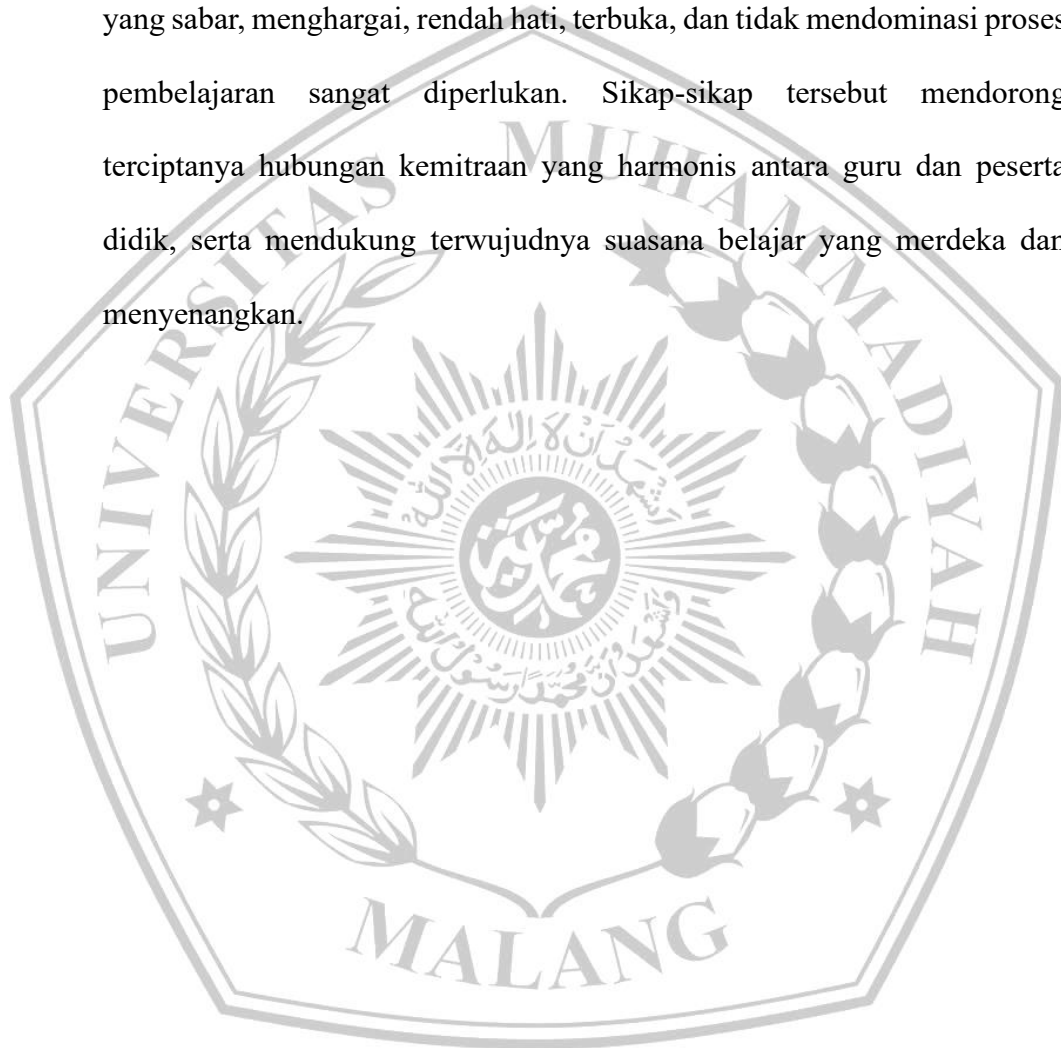 yang sabar, menghargai, rendah hati, terbuka, dan tidak mendominasi proses
pembelajaran sangat diperlukan. Sikap-sikap tersebut mendorong
terciptanya hubungan kemitraan yang harmonis antara guru dan peserta
didik, serta mendukung terwujudnya suasana belajar yang merdeka dan
menyenangkan.
UNIVERSITAS MUHAMMADIYAH
MALANG